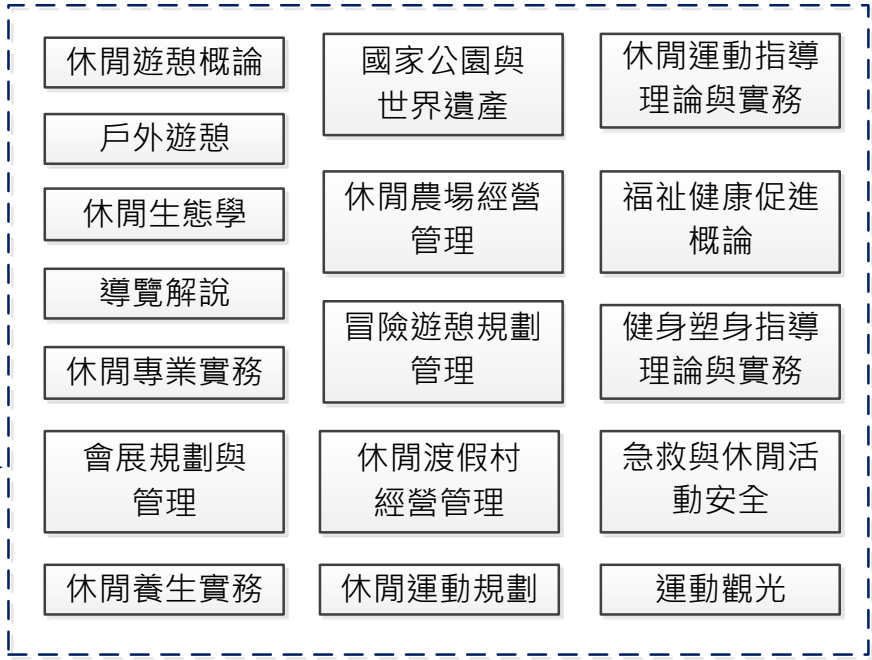 休閒遊憩概論
戶外遊憩
休閒生態學
導覽解說
休閒專業實務
會展規劃與
管理
休閒養生實務
國家公園與
世界遺產
休閒農場經營
管理
冒險遊憩規劃
管理
休閒渡假村
經營管理
休閒運動規劃
休閒運動指導
理論與實務
福祉健康促進
概論
健身塑身指導
理論與實務
急救與休閒活
動安全
運動觀光